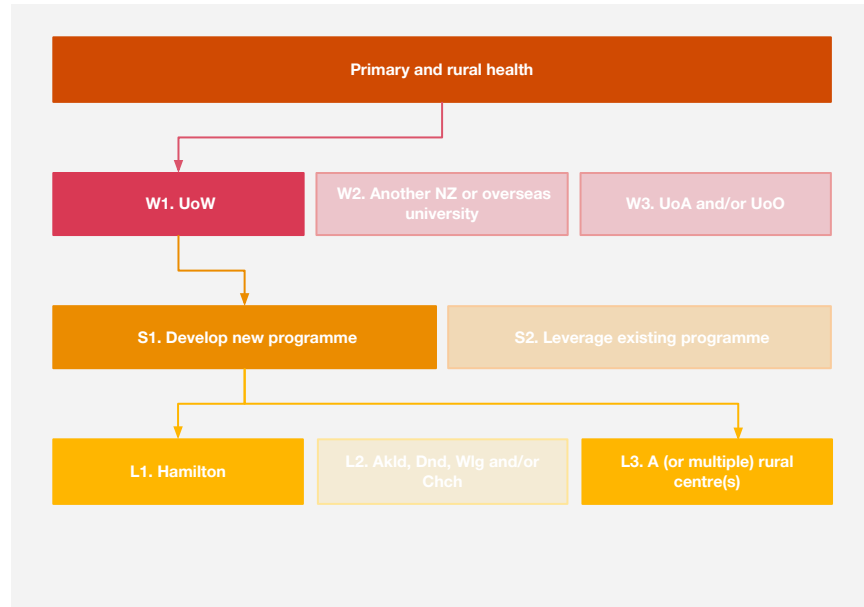 Primary and rural health
W1. UoW
W2. Another NZ or overseas
university
W3. UoA and/or UoO
S1. Develop new programme
S2. Leverage existing programme
L1. Hamilton
L2. Akld, Dnd, Wlg and/or
Chch
L3. A (or multiple) rural
centre(s)